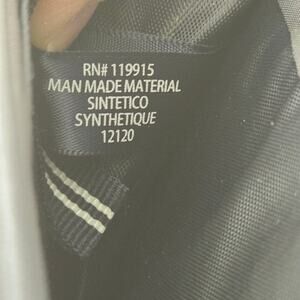 RN# 119915
MAN MADE MATERIAL
SINTETICO
SYNTHETIQUE
12120